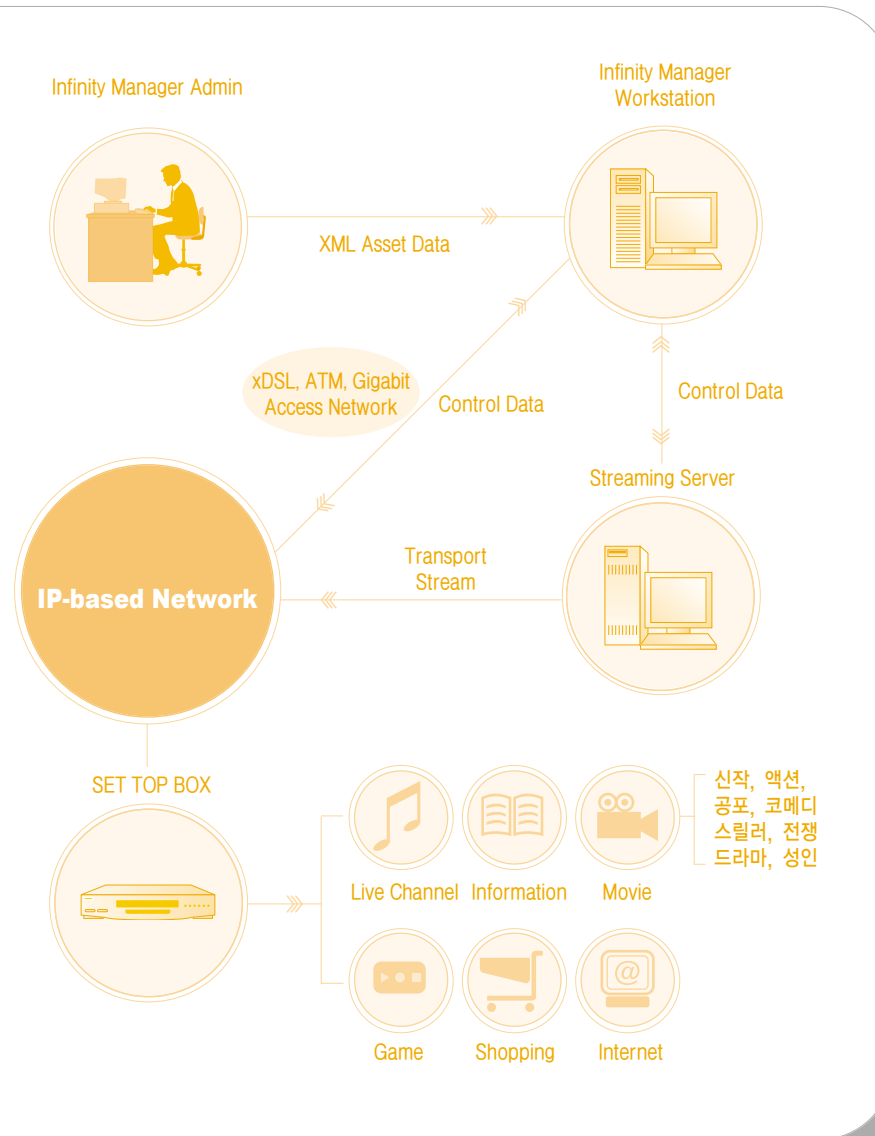 Infinity Manager Admin
Infinity Manager
Workstation
XML Asset Data
xDSL, ATM, Gigabit
Access Network
Control Data
Control Data
Streaming Server
IP-based Network
Transport
Stream
SET TOP BOX
Live Channel
Information
Movie
신작, 액션,
공포, 코메디
스릴러, 전쟁
드라마, 성인
@
Game
Shopping
Internet